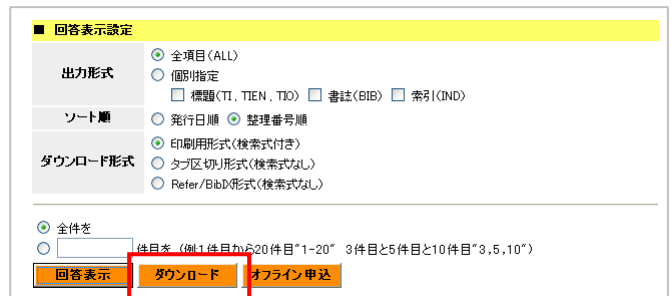 ■ 回答表示設定
出力形式
全項目(ALL)
個別指定
標題(TI, TIEN, TIO) 書誌(BIB) 索引(IND)
ソート順
発行日順 整理番号順
ダウンロード形式
印刷用形式(検索式付き)
タブ区切り形式(検索式なし)
Refer/BibIX形式(検索式なし)
全件を
件目を (例:1件目から20件目"1-20" 3件目と5件目と10件目"3,5,10")
回答表示 ダウンロード オフライン申込